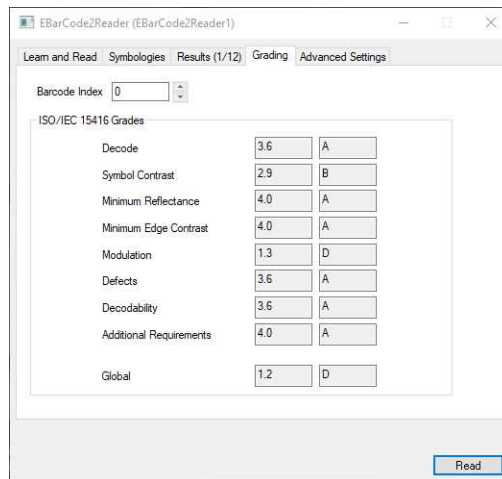 EBarCode2Reader (EBarCode2Reader1)
Learn and Read Symbologies Results (1/12) Grading Advanced Settings
Barcode Index 0
ISO/IEC 15416 Grades
Decode 3.6 A
Symbol Contrast 2.9 B
Minimum Reflectance 4.0 A
Minimum Edge Contrast 4.0 A
Modulation 1.3 D
Defects 3.6 A
Decodability 3.6 A
Additional Requirements 4.0 A
Global 1.2 D
Read